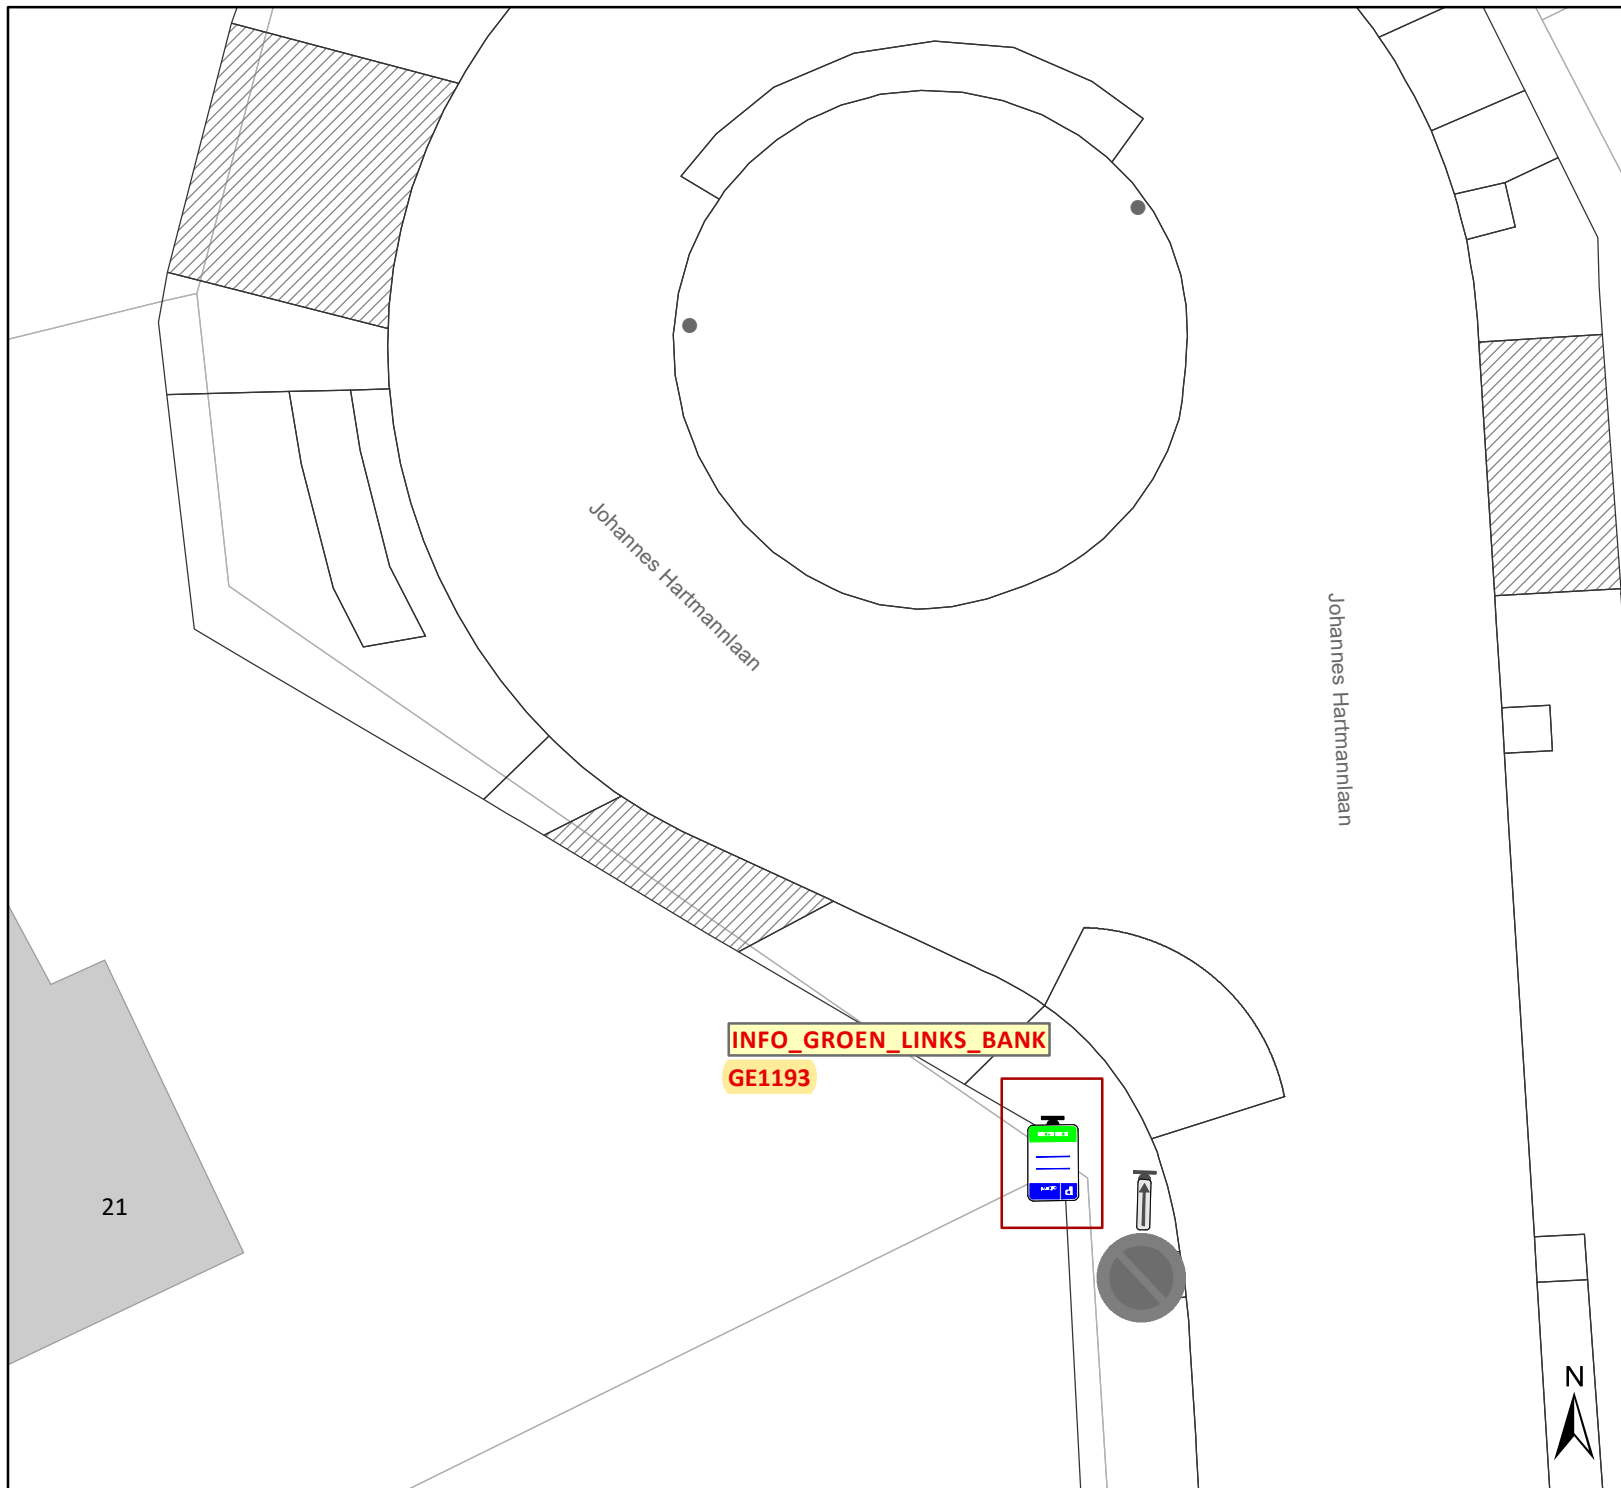 Johannes Hartmannlaan
Johannes Hartmannlaan
INFO_GROEN_LINKS_BANK
GE1193
21
P
N